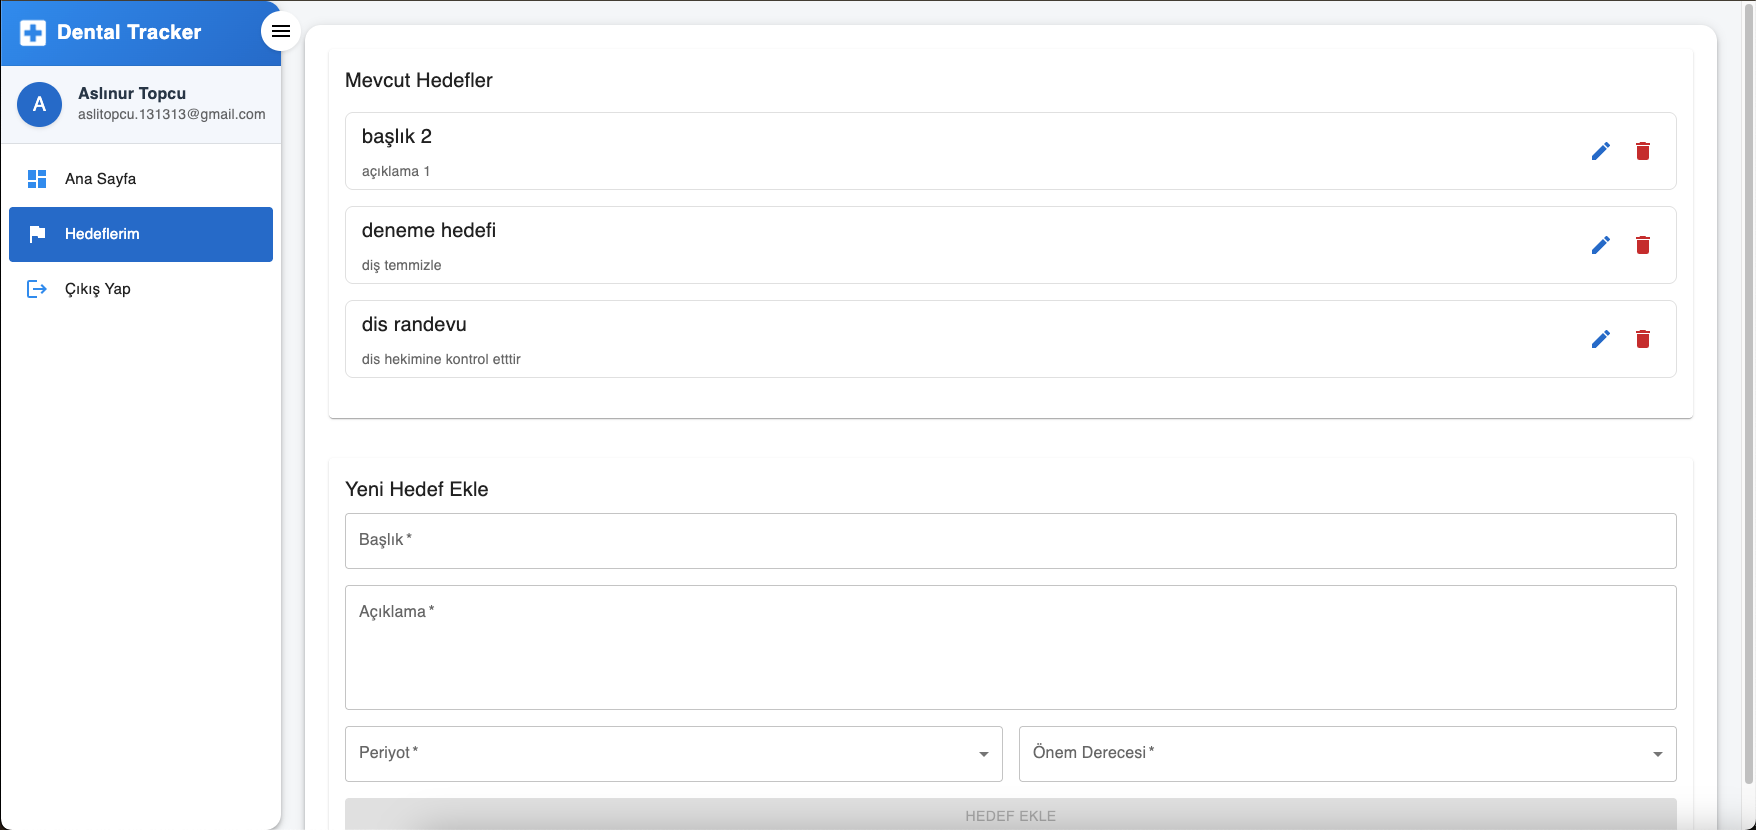 Dental Tracker
A
Aslınur Topcu
aslitopcu.131313@gmail.com
Ana Sayfa
Hedeflerim
Çıkış Yap
Mevcut Hedefler
başlık 2
açıklama 1
deneme hedefi
diş temmizle
dis randevu
dis hekimine kontrol etttir
Yeni Hedef Ekle
Başlık *
Açıklama *
Periyot *
Önem Derecesi *
HEDEF EKLE